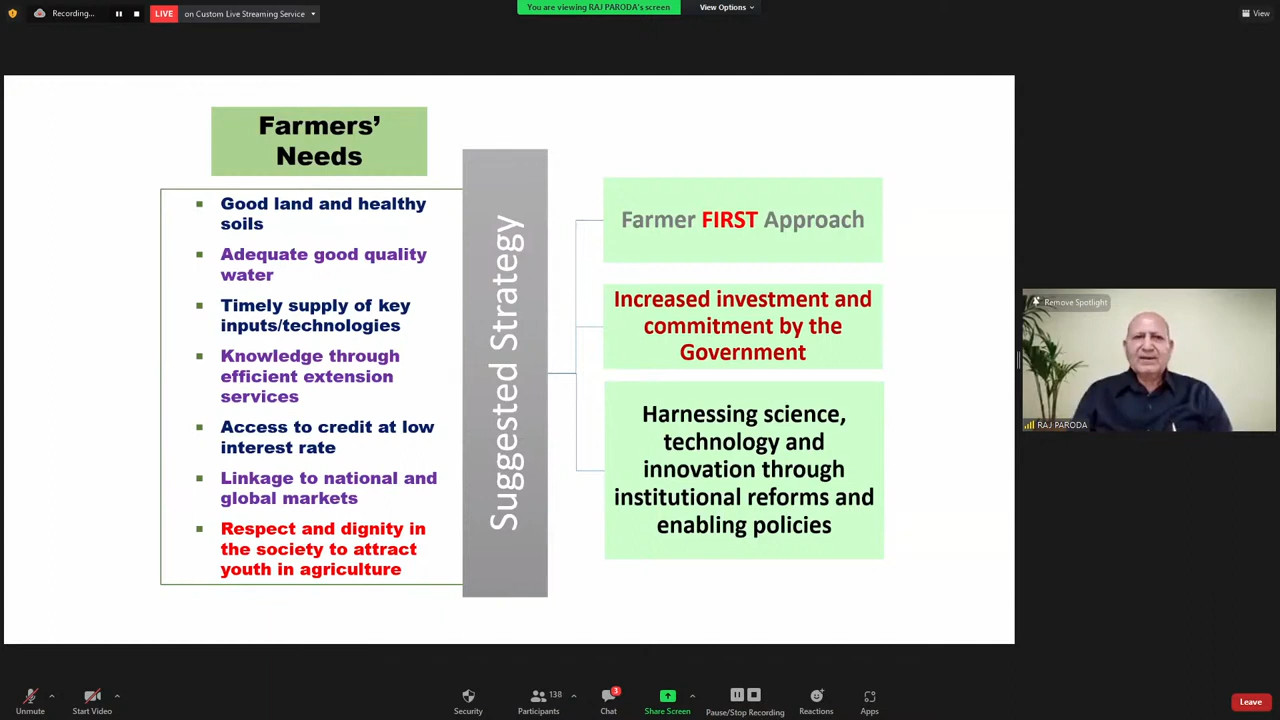 Recording...
LIVE
on Custom Live Streaming Service
You are viewing RAJ PARODA's screen
View Options
View
Farmers’
Needs
Good land and healthy
soils
Adequate good quality
water
Timely supply of key
inputs/technologies
Knowledge through
efficient extension
services
Access to credit at low
interest rate
Linkage to national and
global markets
Respect and dignity in
the society to attract
youth in agriculture
Suggested Strategy
Farmer FIRST Approach
Increased investment and
commitment by the
Government
Harnessing science,
technology and
innovation through
institutional reforms and
enabling policies
Remove Spotlight
RAJ PARODA
Unmute
Start Video
Security
138
Participants
3
Chat
Share Screen
Pause/Stop Recording
Reactions
Apps
Leave